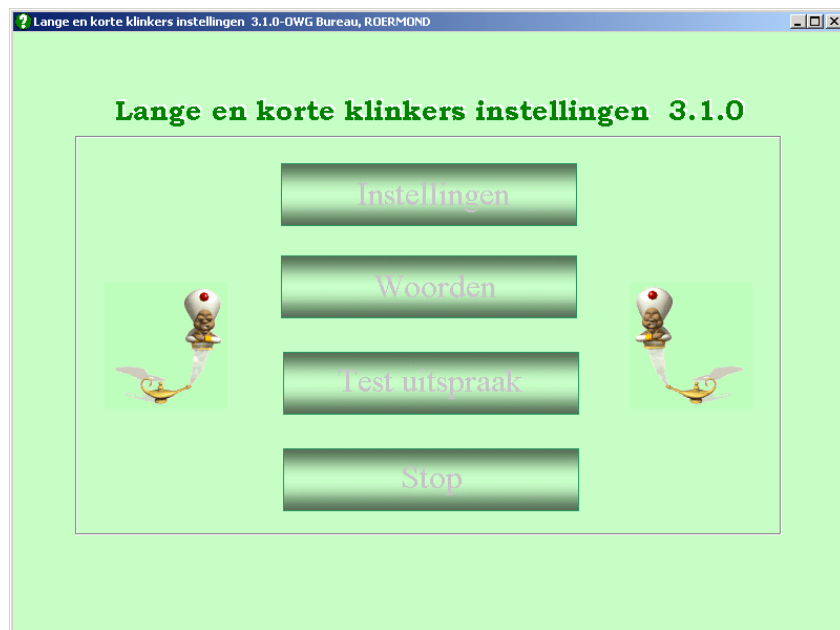 Lange en korte klinkers instellingen 3.1.0-OWG Bureau, ROERMOND
Lange en korte klinkers instellingen 3.1.0
Instellingen
Woorden
Test uitspraak
Stop